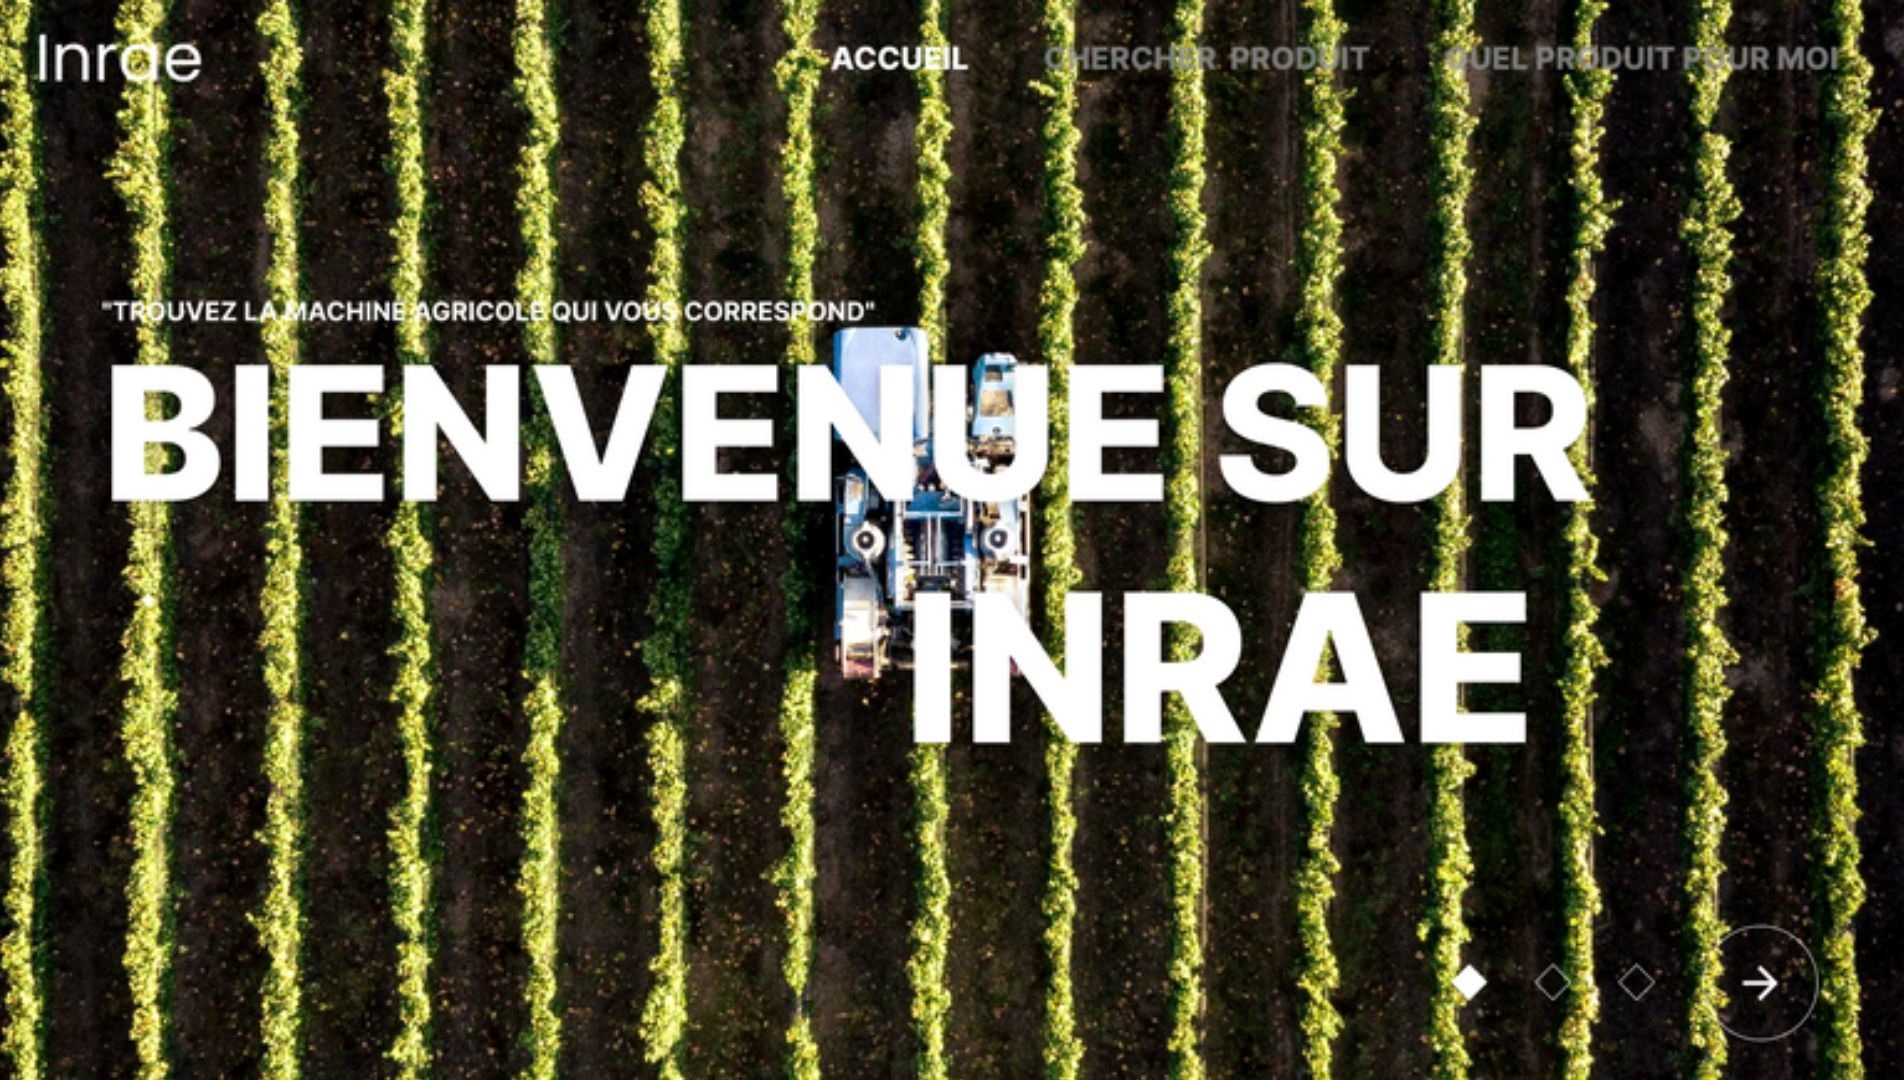 Inrae
ACCUEIL CHERCHER PRODUIT QUEL PRODUIT POUR MOI
"TROUVEZ LA MACHINE AGRICOLE QUI VOUS CORRESPOND"
BIENVENUE SUR
INRAE